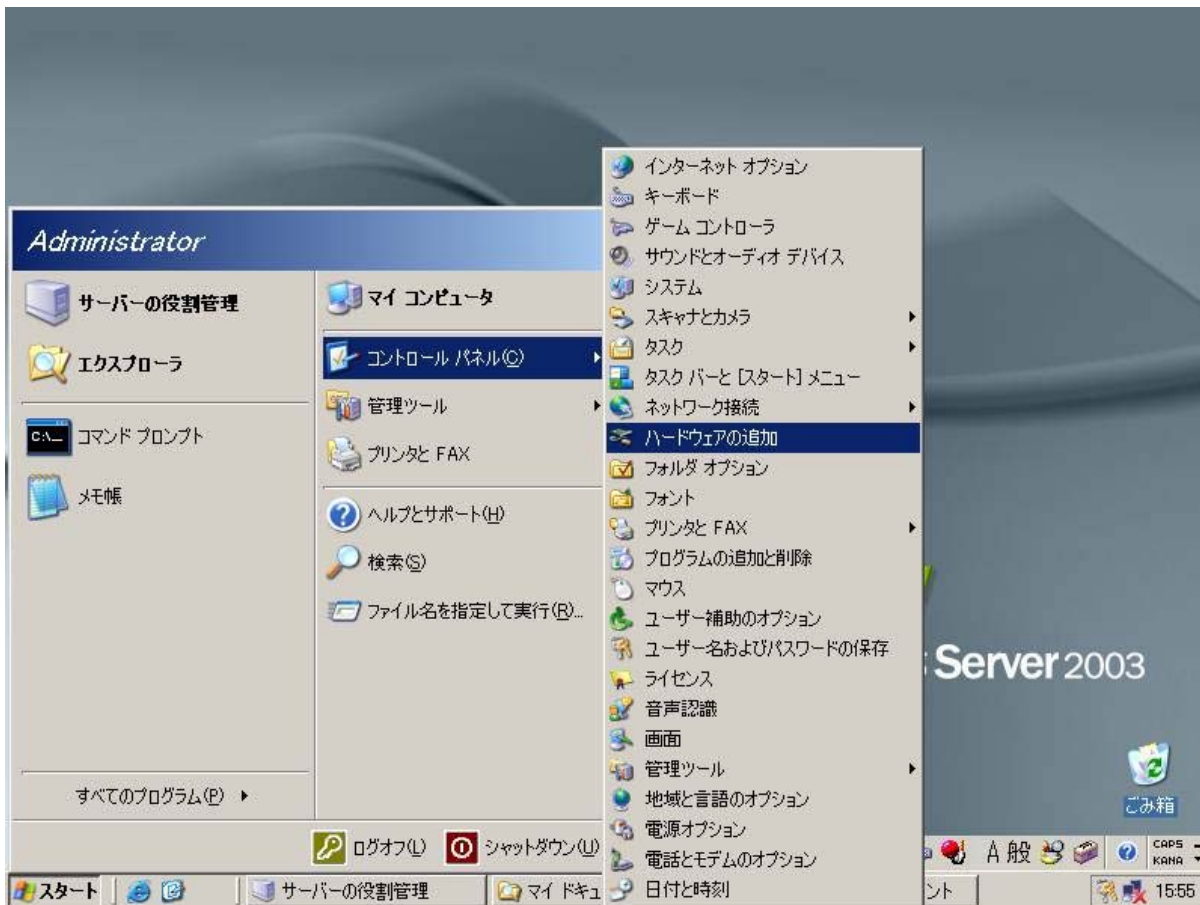 Administrator
サーバーの役割管理
エクスプローラ
コマンド プロンプト
C:\_
メモ帳
すべてのプログラム(P)
マイ コンピュータ
コントロール パネル(C)
管理ツール
プリンタと FAX
ヘルプとサポート(H)
検索(S)
ファイル名を指定して実行(R)...
ログオフ(L)
シャットダウン(U)
インターネット オプション
キーボード
ゲーム コントローラ
サウンドとオーディオ デバイス
システム
スキャナとカメラ
タスク
タスク バーと [スタート] メニュー
ネットワーク接続
ハードウェアの追加
フォルダ オプション
フォント
プリンタと FAX
プログラムの追加と削除
マウス
ユーザー補助のオプション
ユーザー名およびパスワードの保存
ライセンス
音声認識
画面
管理ツール
地域と言語のオプション
電源オプション
電話とモデムのオプション
日付と時刻
Server 2003
ごみ箱
A 般
CAPS
KANA
スタート
サーバーの役割管理
マイ ドキュ
ント
15:55